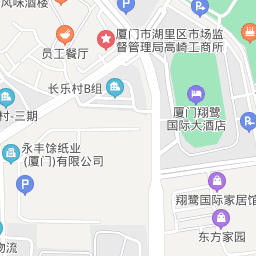 风味酒楼
员工餐厅
厦门市湖里区市场监
督管理局高崎工商所
长乐村B组
厦门翔鹭
国际大酒店
村-三期
永丰馀纸业
(厦门)有限公司
翔鹭国际家居馆
东方家园
物流